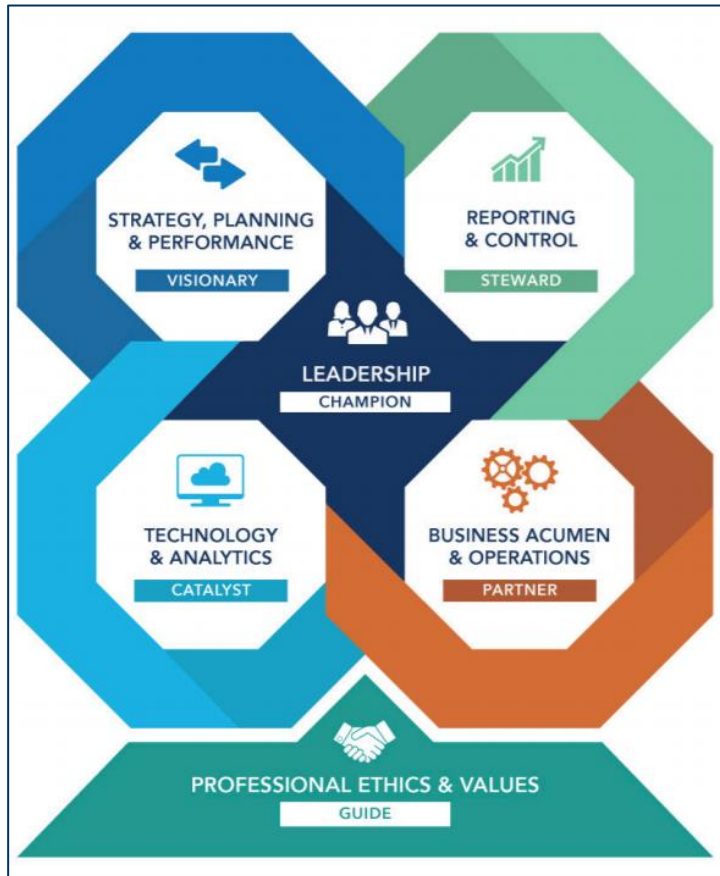 STRATEGY, PLANNING
& PERFORMANCE
VISIONARY
REPORTING
& CONTROL
STEWARD
LEADERSHIP
CHAMPION
TECHNOLOGY
& ANALYTICS
CATALYST
BUSINESS ACUMEN
& OPERATIONS
PARTNER
PROFESSIONAL ETHICS & VALUES
GUIDE